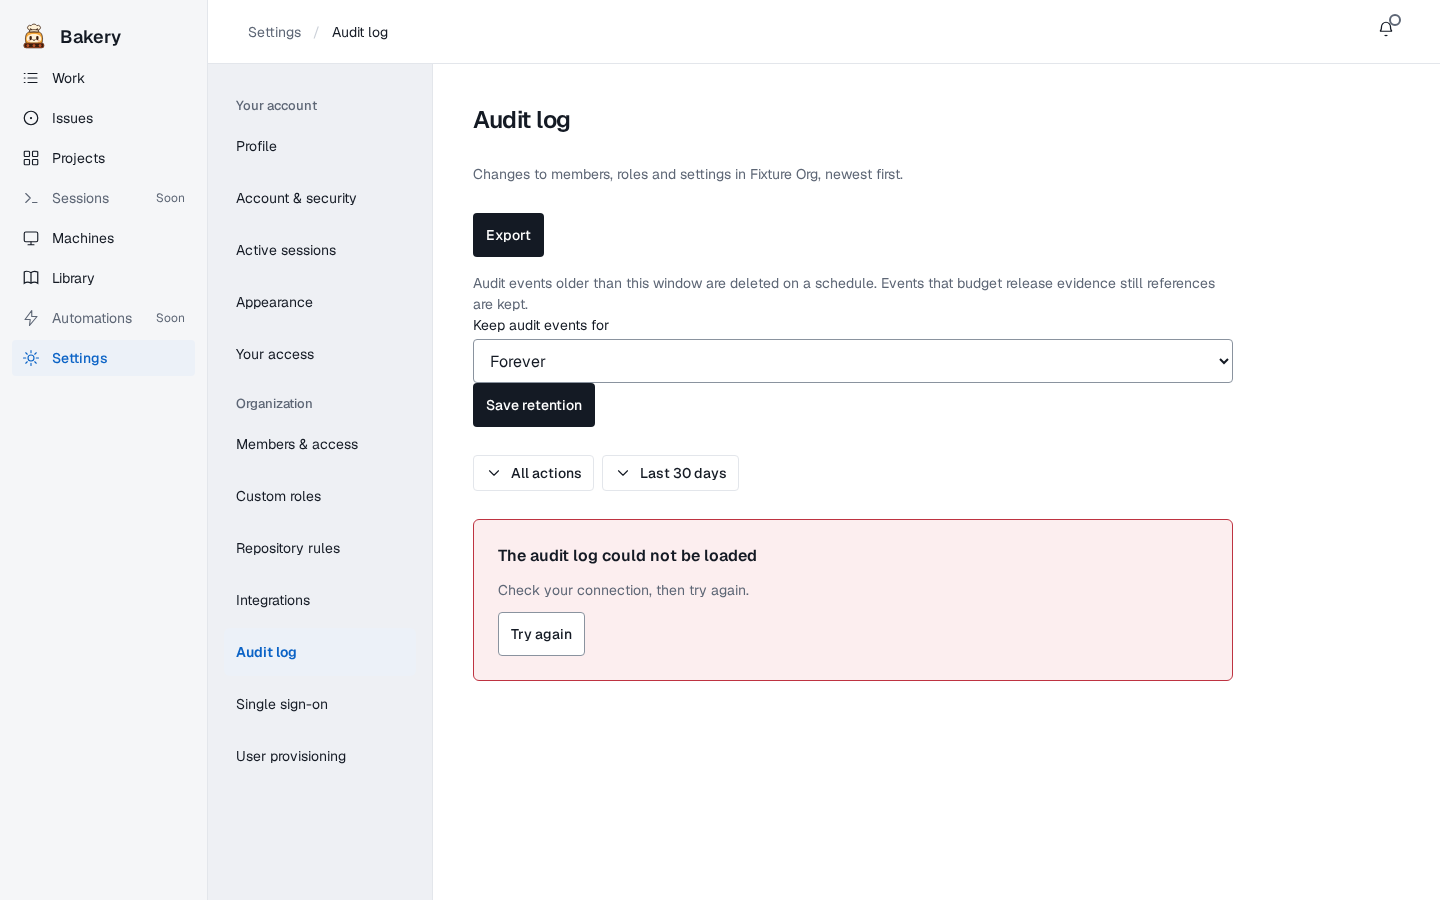 Bakery
Work
Issues
Projects
Sessions Soon
Machines
Library
Automations Soon
Settings
Settings / Audit log
Your account
Profile
Account & security
Active sessions
Appearance
Your access
Organization
Members & access
Custom roles
Repository rules
Integrations
Audit log
Single sign-on
User provisioning
Audit log
Changes to members, roles and settings in Fixture Org, newest first.
Export
Audit events older than this window are deleted on a schedule. Events that budget release evidence still references
are kept.
Keep audit events for
Forever
Save retention
All actions Last 30 days
The audit log could not be loaded
Check your connection, then try again.
Try again